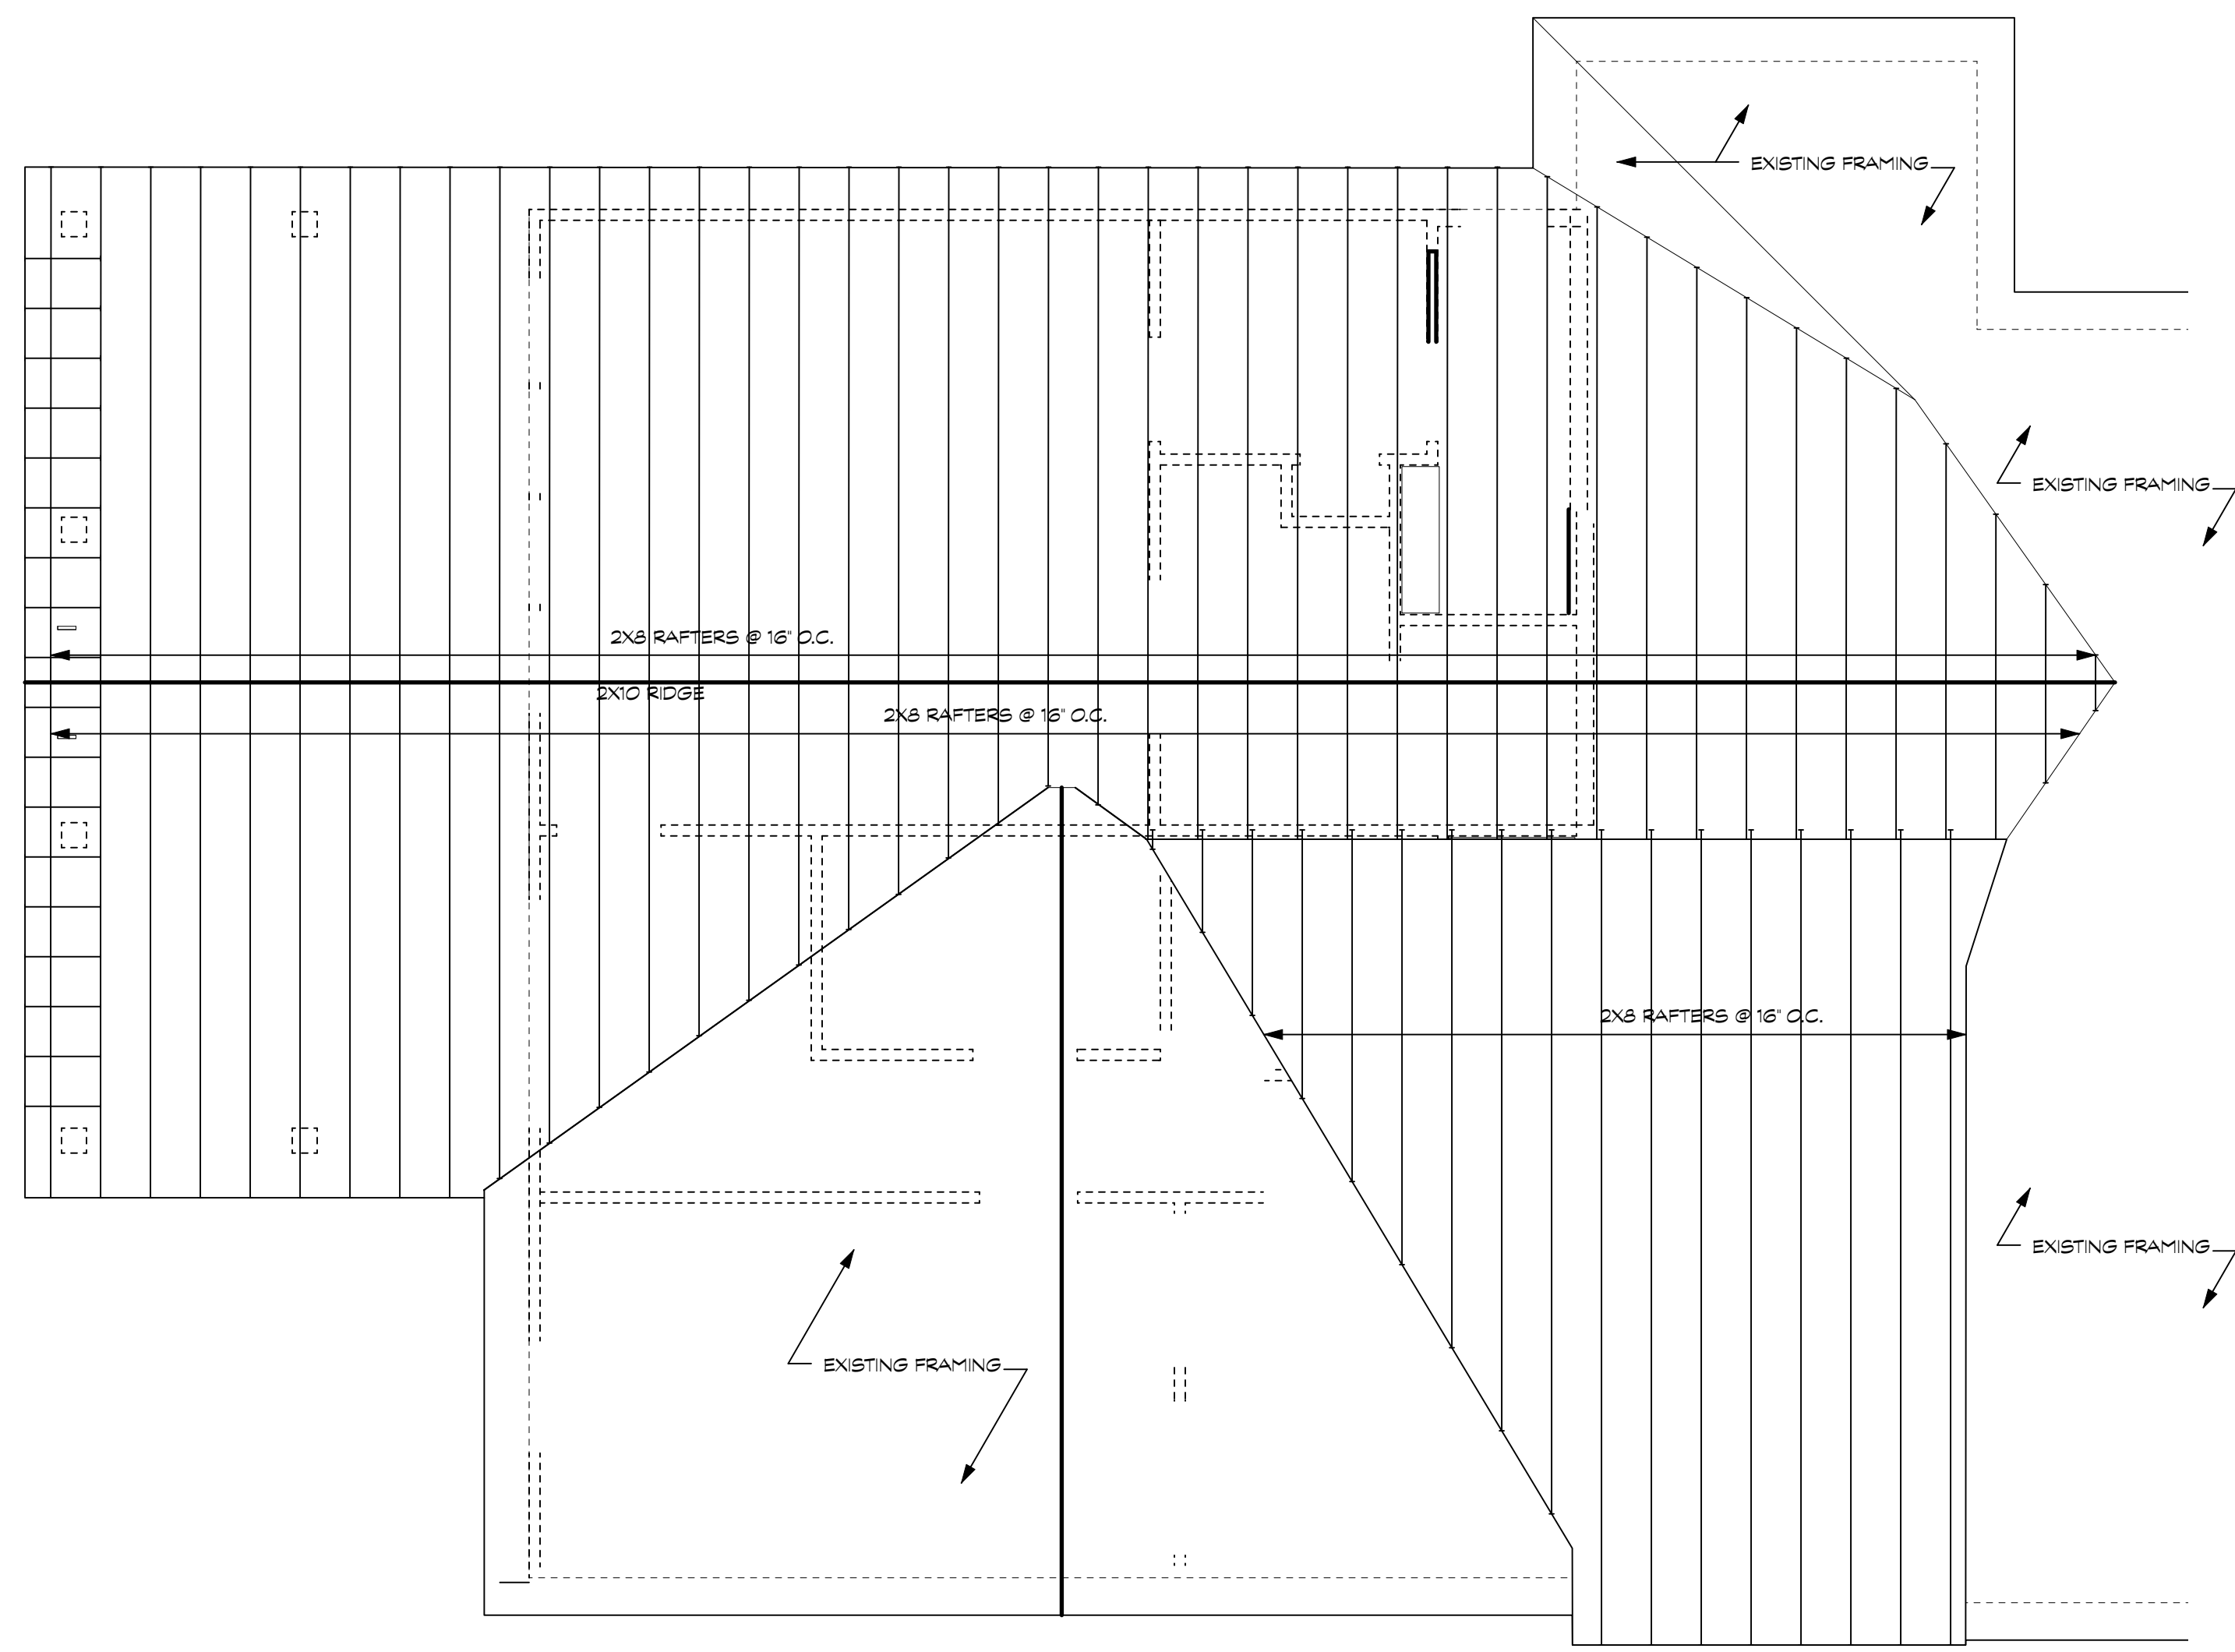 EXISTING FRAMING
EXISTING FRAMING
2X8 RAFTERS @ 16" O.C.
2X10 RIDGE
2X8 RAFTERS @ 16" O.C.
2X8 RAFTERS @ 16" O.C.
EXISTING FRAMING
EXISTING FRAMING